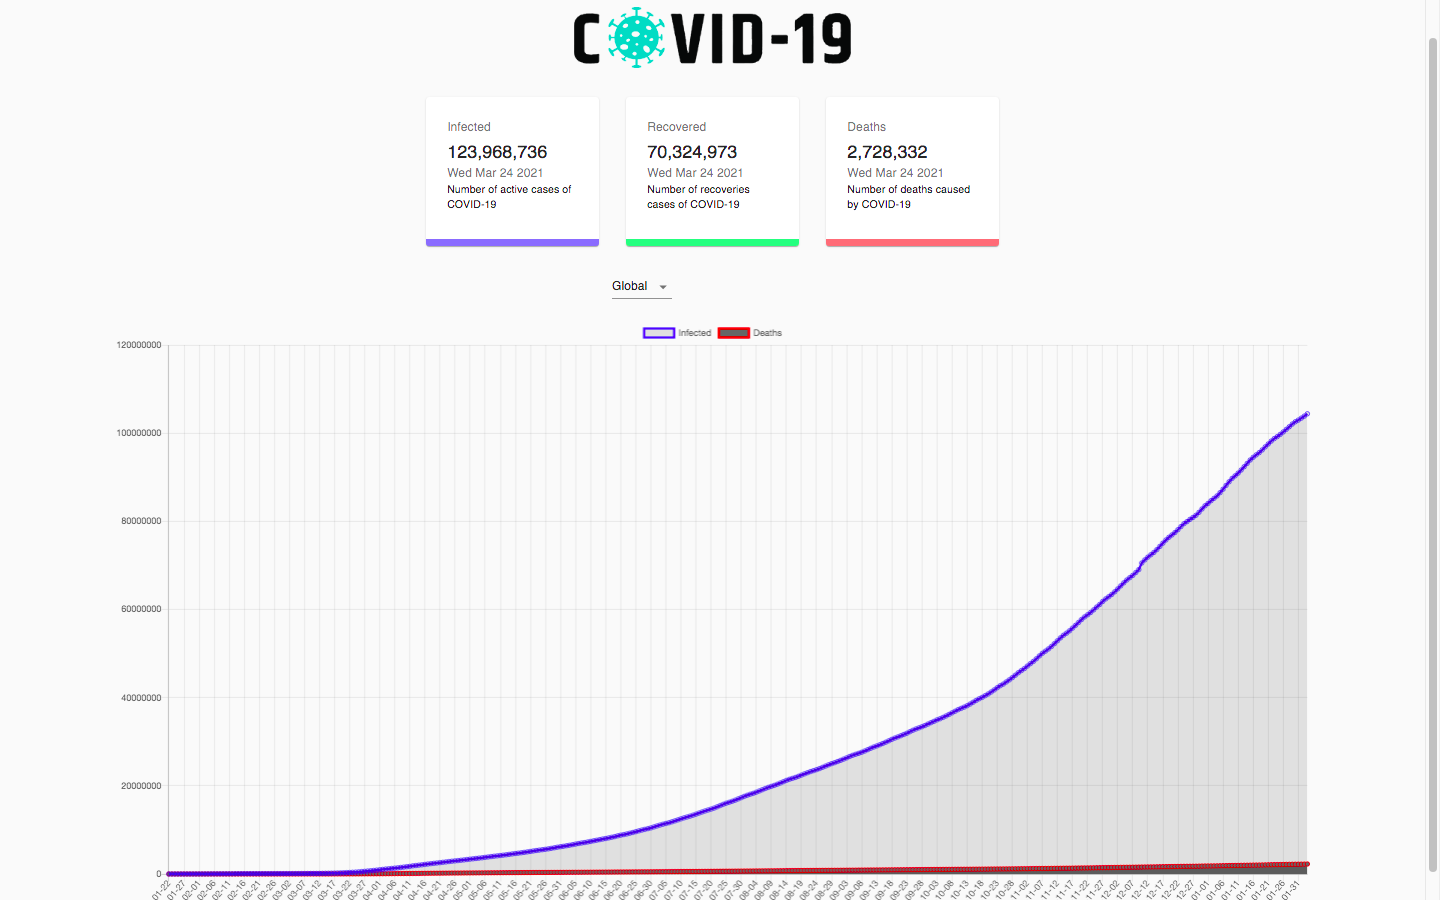 COVID-19
Infected
123,968,736
Wed Mar 24 2021
Number of active cases of
COVID-19
Recovered
70,324,973
Wed Mar 24 2021
Number of recoveries
cases of COVID-19
Deaths
2,728,332
Wed Mar 24 2021
Number of deaths caused
by COVID-19
Global
Infected Deaths
120000000
100000000
80000000
60000000
40000000
20000000
0
01-22 01-27 02-01 02-06 02-11 02-16 02-21 02-26 03-02 03-07 03-12 03-17 03-22 03-27 04-01 04-06 04-11 04-16 04-21 04-26 05-01 05-06 05-11 05-16 05-21 05-26 05-31 06-05 06-10 06-15 06-20 06-25 06-30 07-05 07-10 07-15 07-20 07-25 07-30 08-04 08-09 08-14 08-19 08-24 08-29 09-03 09-08 09-13 09-18 09-23 09-28 10-03 10-08 10-13 10-18 10-23 10-28 11-02 11-07 11-12 11-17 11-22 11-27 12-02 12-07 12-12 12-17 12-22 12-27 01-01 01-06 01-11 01-16 01-21 01-26 01-31